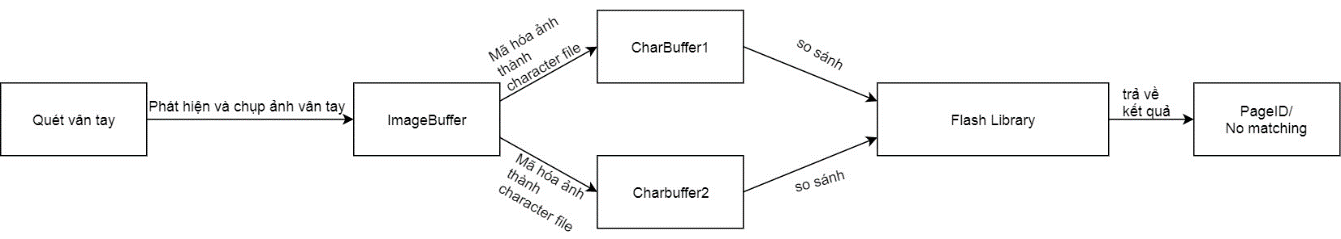 Quét vân tay
Phát hiện và chụp ảnh vân tay
ImageBuffer
Mã hóa ảnh
thành
character file
CharBuffer1
so sánh
Mã hóa ảnh
thành
character file
Charbuffer2
so sánh
Flash Library
trả về
kết quả
PageID/
No matching